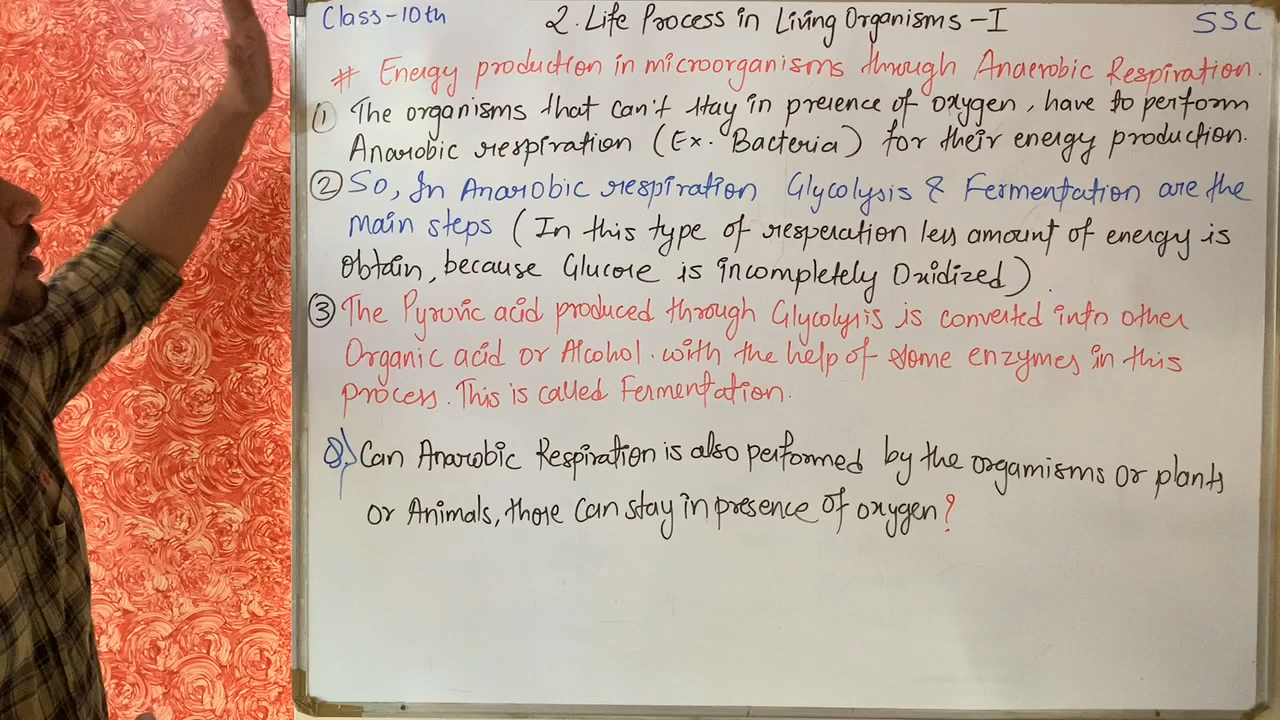 Class-10th
2. Life Process in Living Organisms -I
SSC
# Energy production in microorganisms through Anaerobic Respiration.
① The organisms that can't stay in presence of oxygen, have to perform
Anarobic respiration (Ex. Bacteria) for their energy production.
② So, In Anarobic respiration Glycolysis & Fermentation are the
main steps (In this type of resperation less amount of energy is
obtain, because Glucose is incompletely Oxidized).
③ The Pyruvic acid produced through Glycolysis is converted into other
Organic acid or Alcohol. with the help of some enzymes in this
process. This is called Fermentation.
Q) Can Anarobic Respiration is also performed by the orgamisms or plants
or Animals, those can stay in presence of oxygen?